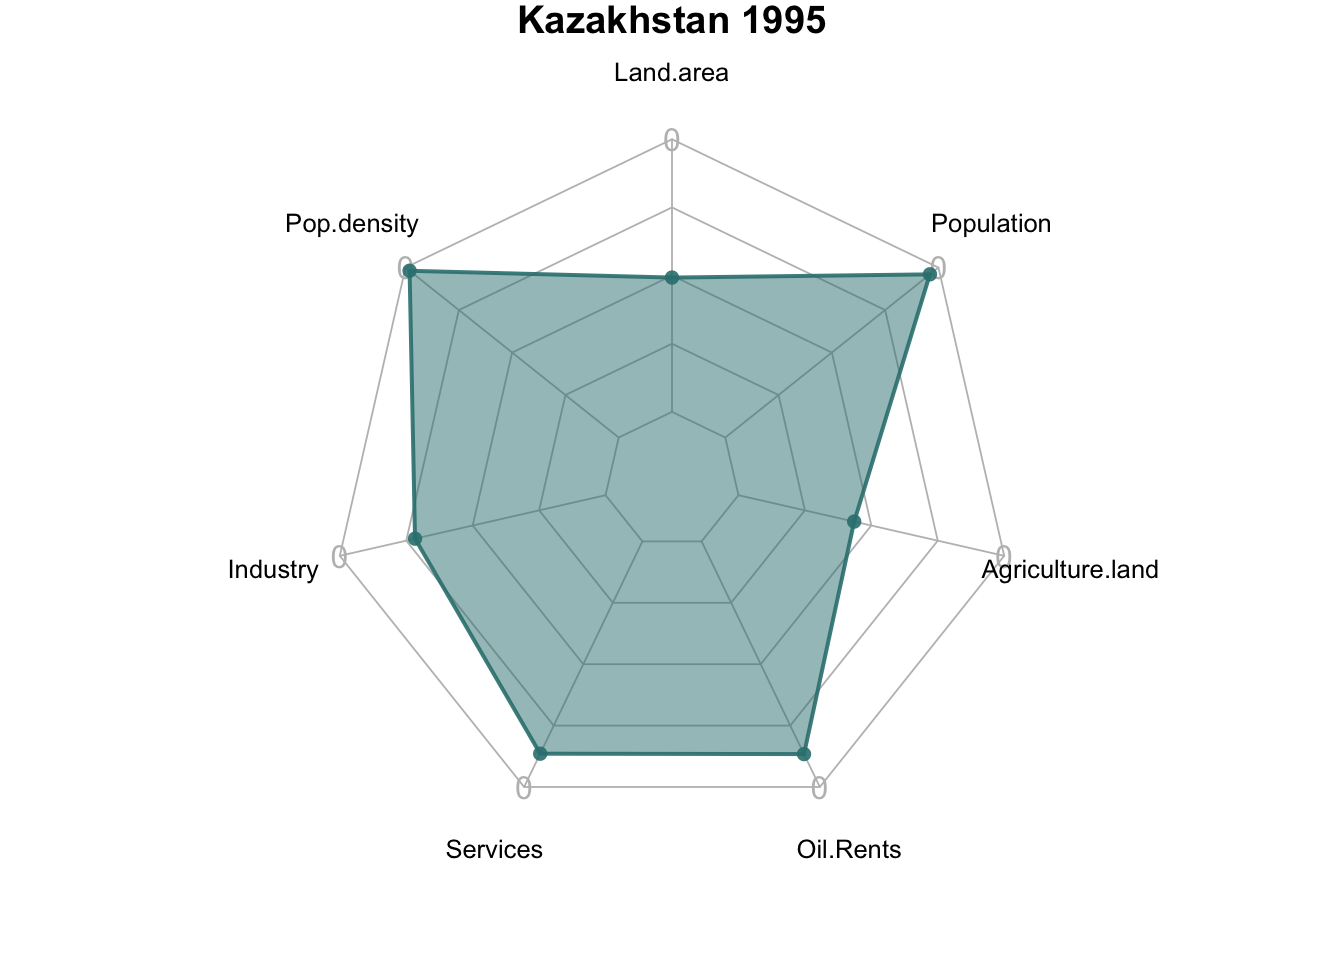 Kazakhstan 1995
Land.area
0
Pop.density
Population
0
0
Industry
0
0
Agriculture.land
0
0
Services
Oil.Rents